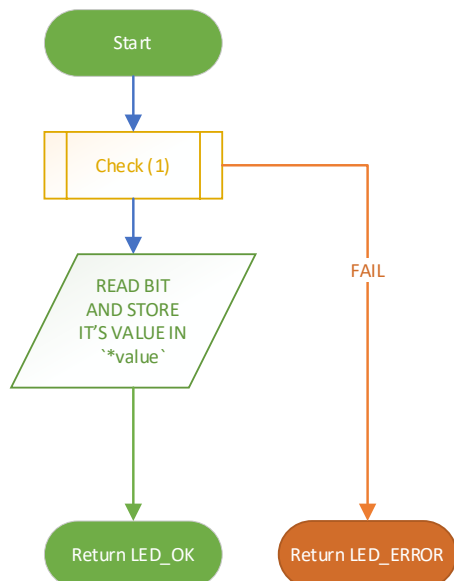 Start
Check (1)
FAIL
READ BIT
AND STORE
IT'S VALUE IN
`*value`
Return LED_OK
Return LED_ERROR